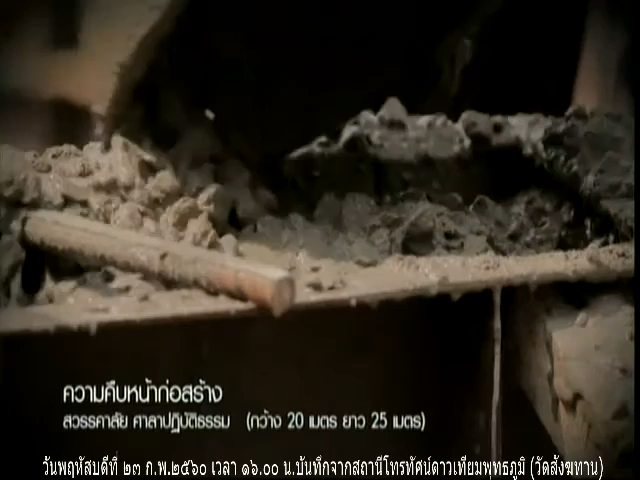 ความคืบหน้าก่อสร้าง
สวรรคาลัย ศาลาปฏิบัติธรรม (กว้าง 20 เมตร ยาว 25 เมตร)
วันพฤหัสบดีที่ ๒๓ ก.พ.๒๕๖๐ เวลา ๑๖.๐๐ น.บันทึกจากสถานีโทรทัศน์ดาวเทียมพุทธภูมิ (วัดสังฆทาน)